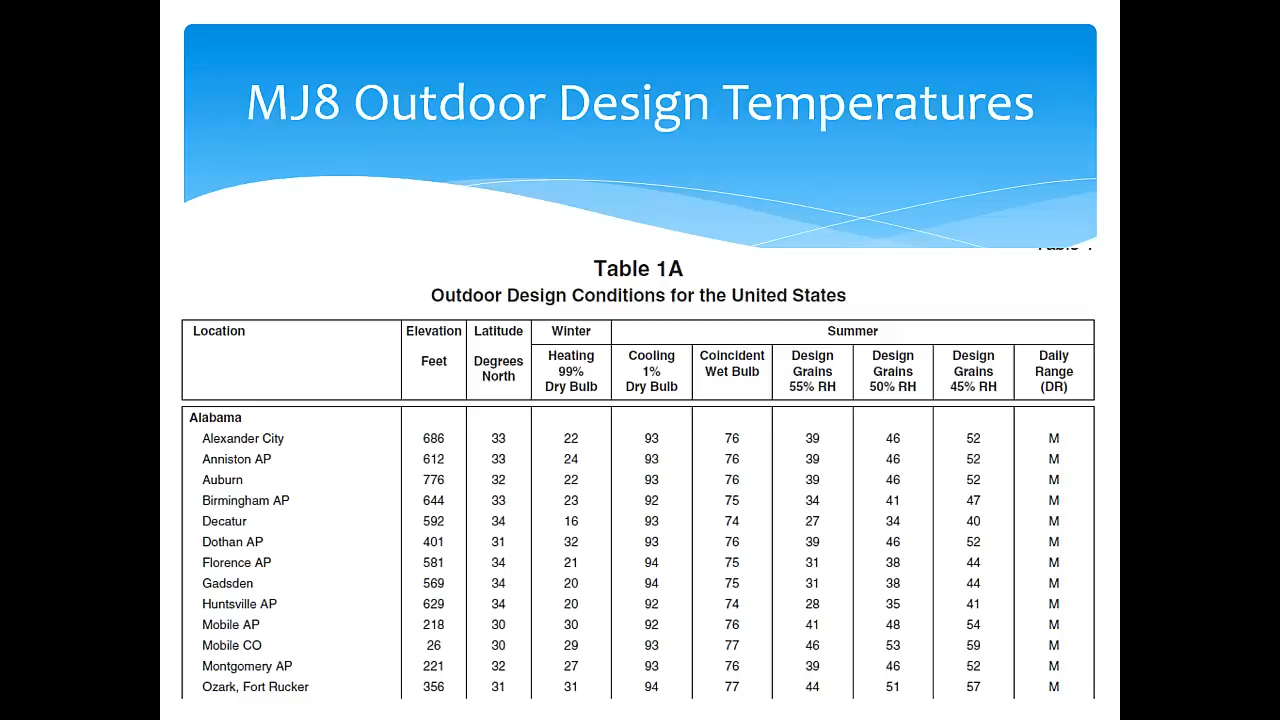 MJ8 Outdoor Design Temperatures
Table 1A
Outdoor Design Conditions for the United States
Location Elevation Latitude Winter Summer
Feet Degrees North Heating 99% Dry Bulb Cooling 1% Dry Bulb Coincident Wet Bulb Design Grains 55% RH Design Grains 50% RH Design Grains 45% RH Daily Range (DR)
Alabama
Alexander City 686 33 22 93 76 39 46 52 M
Anniston AP 612 33 24 93 76 39 46 52 M
Auburn 776 32 22 93 76 39 46 52 M
Birmingham AP 644 33 23 92 75 34 41 47 M
Decatur 592 34 16 93 74 27 34 40 M
Dothan AP 401 31 32 93 76 39 46 52 M
Florence AP 581 34 21 94 75 31 38 44 M
Gadsden 569 34 20 94 75 31 38 44 M
Huntsville AP 629 34 20 92 74 28 35 41 M
Mobile AP 218 30 30 92 76 41 48 54 M
Mobile CO 26 30 29 93 77 46 53 59 M
Montgomery AP 221 32 27 93 76 39 46 52 M
Ozark, Fort Rucker 356 31 31 94 77 44 51 57 M